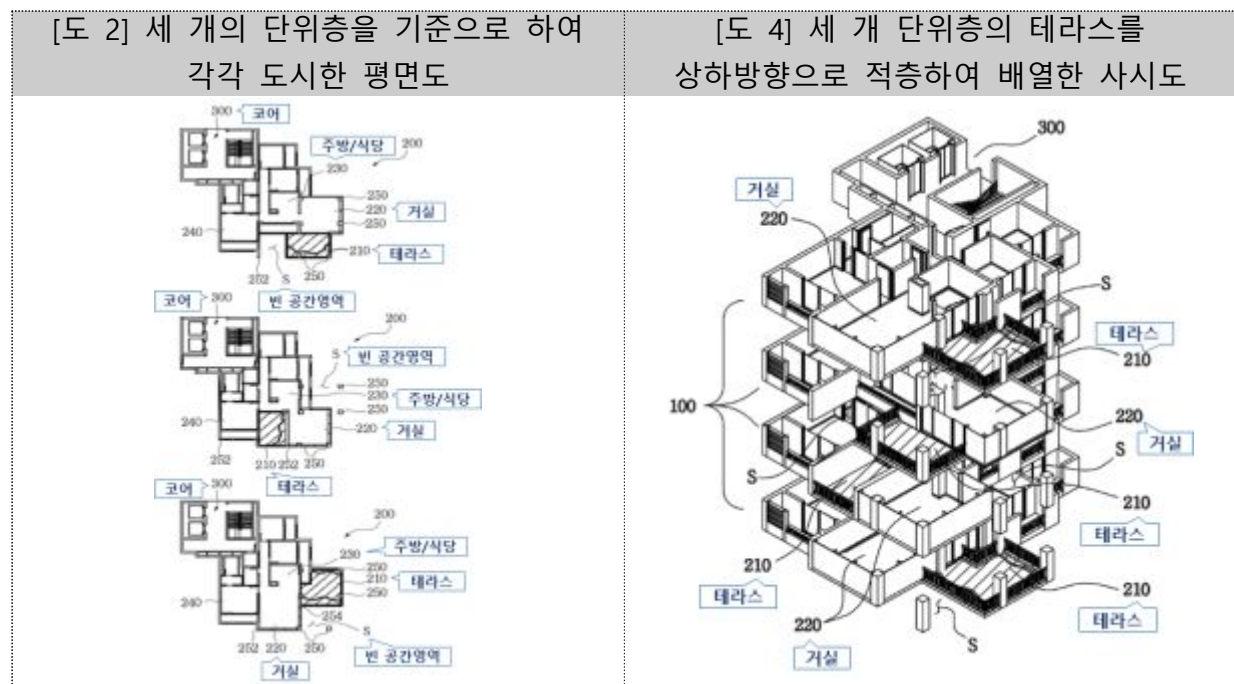 [도 2] 세 개의 단위층을 기준으로 하여
각각 도시한 평면도
[도 4] 세 개 단위층의 테라스를
상하방향으로 적층하여 배열한 사시도
300 코어
주방/식당 200
230
250
220 거실
250
240
210 테라스
252 S 250
빈 공간영역
코어 300
200
S 빈 공간영역
250
230 주방/식당
250
240
220 거실
252 210 252 250
테라스
코어 300
200
230 주방/식당
250
210 테라스
250
240
254
252 220 250 S
빈 공간영역
거실
300
거실
220
S
테라스
210
100
220
거실
S
S
210
테라스
210
테라스
210
테라스
220
거실
S